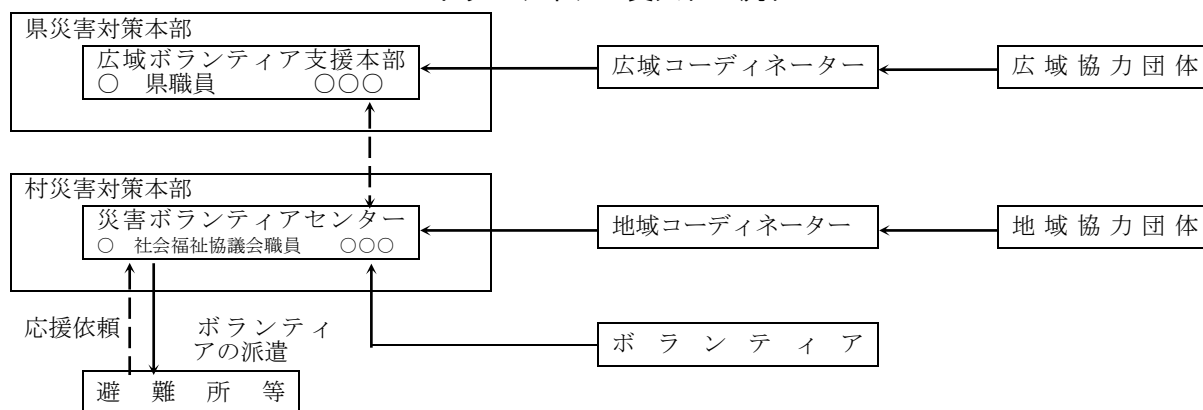 県災害対策本部
広域ボランティア支援本部
○ 県職員 ○○○
広域コーディネーター
広域協力団体
村災害対策本部
災害ボランティアセンター
○ 社会福祉協議会職員 ○○○
地域コーディネーター
地域協力団体
応援依頼
ボランティ
アの派遣
ボランティア
避難所等